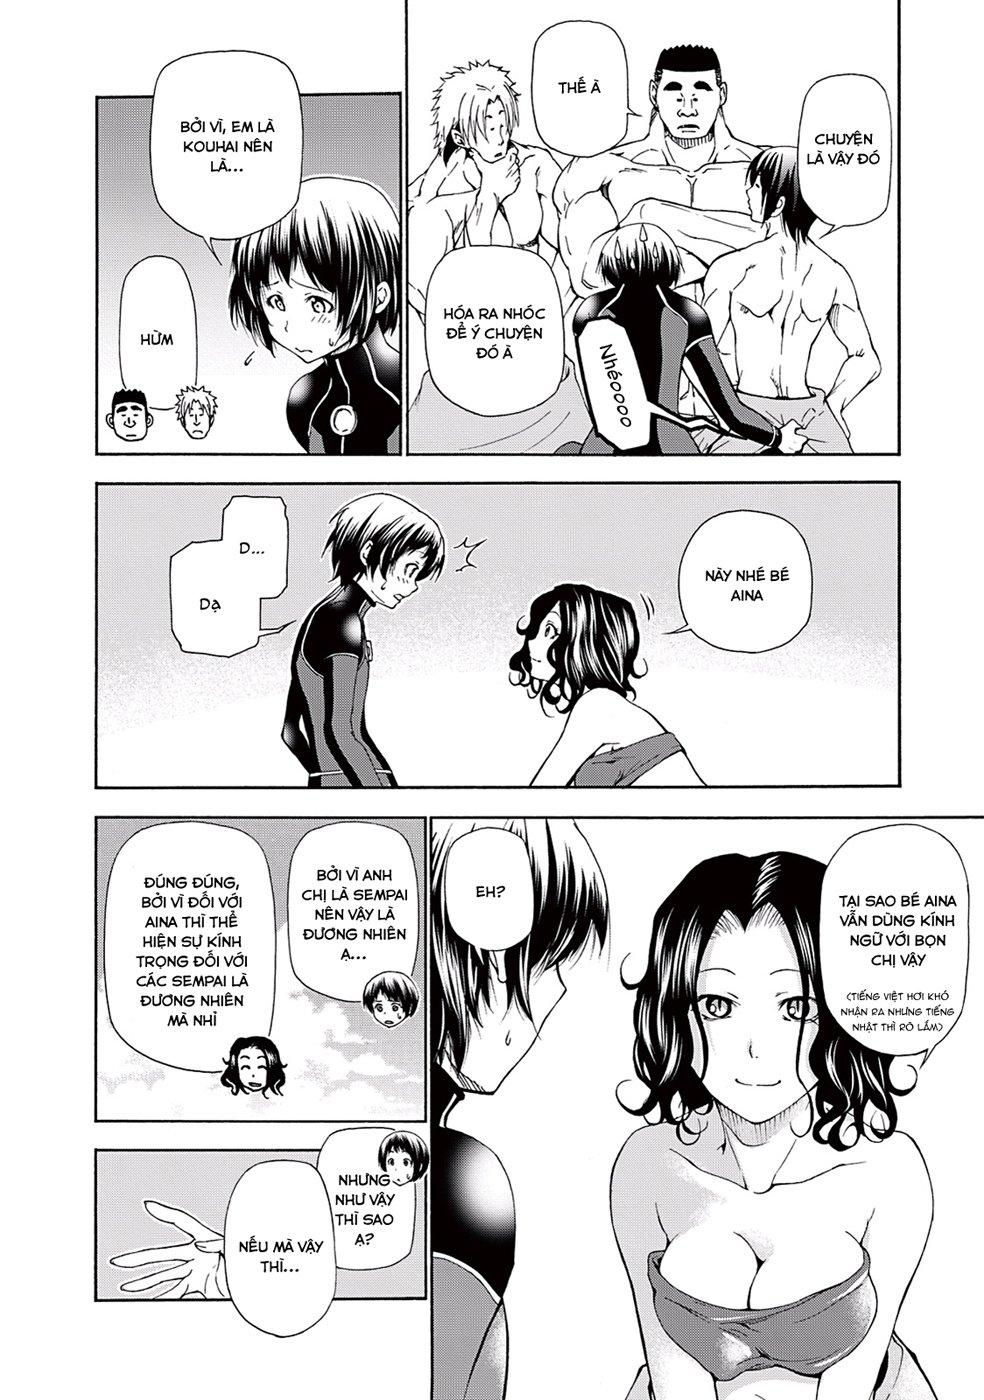 CHUYỆN
LÀ VẬY ĐÓ
THẾ À
HÓA RA NHÓC
ĐỂ Ý CHUYỆN
ĐÓ À
Nhéooooo
BỞI VÌ, EM LÀ
KOUHAI NÊN
LÀ...
HỪM
NÀY NHÉ BÉ
AINA
D...
DẠ
TẠI SAO BÉ AINA
VẪN DÙNG KÍNH
NGỮ VỚI BỌN
CHỊ VẬY
(TIẾNG VIỆT HƠI KHÓ
NHẬN RA NHƯNG TIẾNG
NHẬT THÌ RÕ LẮM)
EH?
BỞI VÌ ANH
CHỊ LÀ SEMPAI
NÊN VẬY LÀ
ĐƯƠNG NHIÊN
Ạ...
ĐÚNG ĐÚNG,
BỞI VÌ ĐỐI VỚI
AINA THÌ THỂ
HIỆN SỰ KÍNH
TRỌNG ĐỐI VỚI
CÁC SEMPAI LÀ
ĐƯƠNG NHIÊN
MÀ NHỈ
NHƯNG
NHƯ VẬY
THÌ SAO
Ạ?
NẾU MÀ VẬY
THÌ...